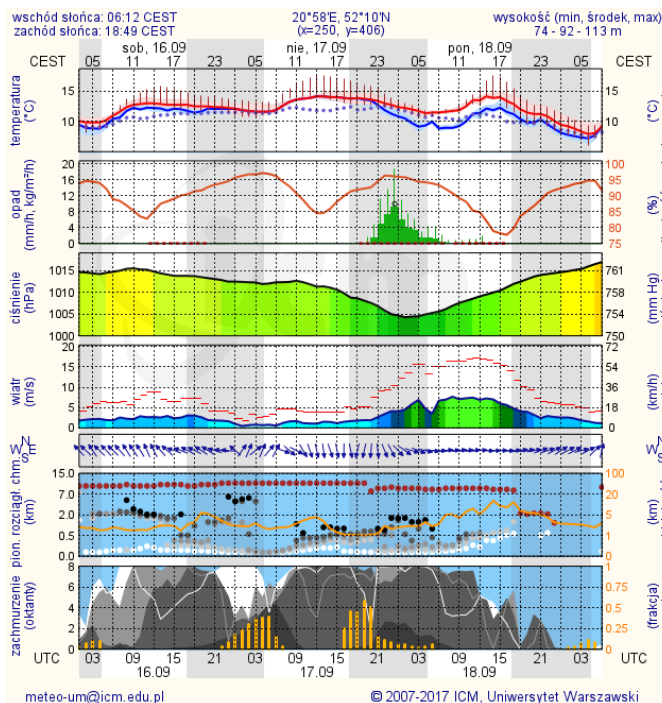 wschód słońca: 06:12 CEST 20°58'E, 52°10'N wysokość (min, środek, max)
zachód słońca: 18:49 CEST (x=250, y=406) 74 - 92 - 113 m
sob, 16.09 nie, 17.09 pon, 18.09
CEST 05 11 17 23 05 11 17 23 05 11 17 23 05 CEST
temperatura
(°C)
15
10
15
10
(°C)
opad
(mm/h, kg/m²/h)
20
16
12
8
4
0
100
95
90
85
80
75
(%)
ciśnienie
(hPa)
1015
1010
1005
1000
761
758
754
750
(mm Hg)
wiatr
(m/s)
20
15
10
5
0
72
54
36
18
0
(km/h)
N
W E
S
N
W
S
pion. rozciągł. chm
(km)
15.0
7.0
2.0
0.5
0.0
100
20
5
1
0
(km)
zachmurzenie
(oktanty)
8
6
4
2
0
1
0.75
0.5
0.25
0
(frakcja)
UTC 03 09 15 21 03 09 15 21 03 09 15 21 03 UTC
16.09 17.09 18.09
meteo-um@icm.edu.pl © 2007-2017 ICM, Uniwersytet Warszawski